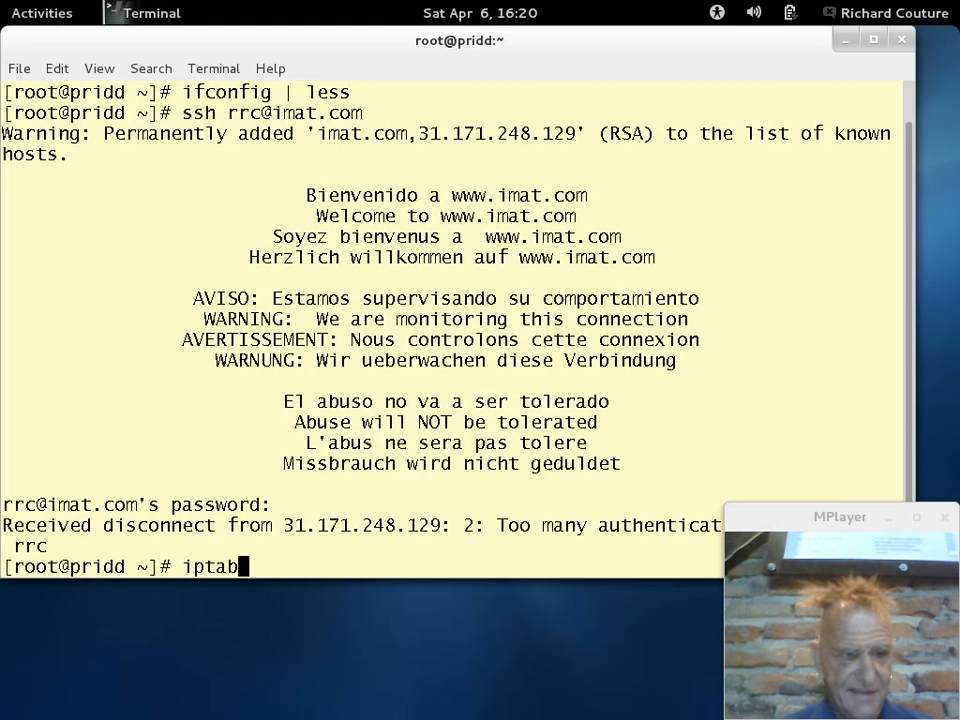 Activities Terminal Sat Apr 6, 16:20 Richard Couture
root@pridd:~
File Edit View Search Terminal Help
[root@pridd ~]# ifconfig | less
[root@pridd ~]# ssh rrc@imat.com
Warning: Permanently added 'imat.com,31.171.248.129' (RSA) to the list of known
hosts.
Bienvenido a www.imat.com
Welcome to www.imat.com
Soyez bienvenus a  www.imat.com
Herzlich willkommen auf www.imat.com
AVISO: Estamos supervisando su comportamiento
WARNING:  We are monitoring this connection
AVERTISSEMENT: Nous controlons cette connexion
WARNUNG: Wir ueberwachen diese Verbindung
El abuso no va a ser tolerado
Abuse will NOT be tolerated
L'abus ne sera pas tolere
Missbrauch wird nicht geduldet
rrc@imat.com's password:
Received disconnect from 31.171.248.129: 2: Too many authenticat
rrc
[root@pridd ~]# iptab
MPlayer